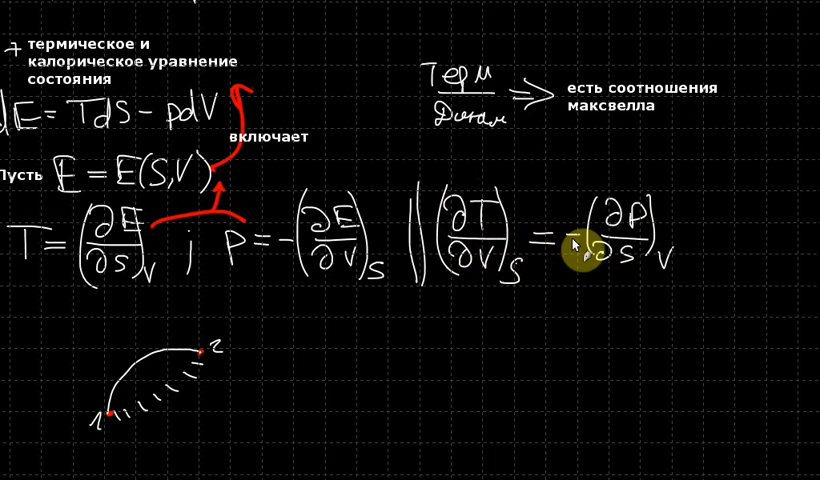 термическое и
калорическое уравнение
состояния
dE = TdS - pdV
включает
Пусть E = E(S,V)
T = (∂E/∂S)_V ; P = -(∂E/∂V)_S || (∂T/∂V)_S = -(∂P/∂S)_V
Терм
Динам
=> есть соотношения
максвелла
1
2